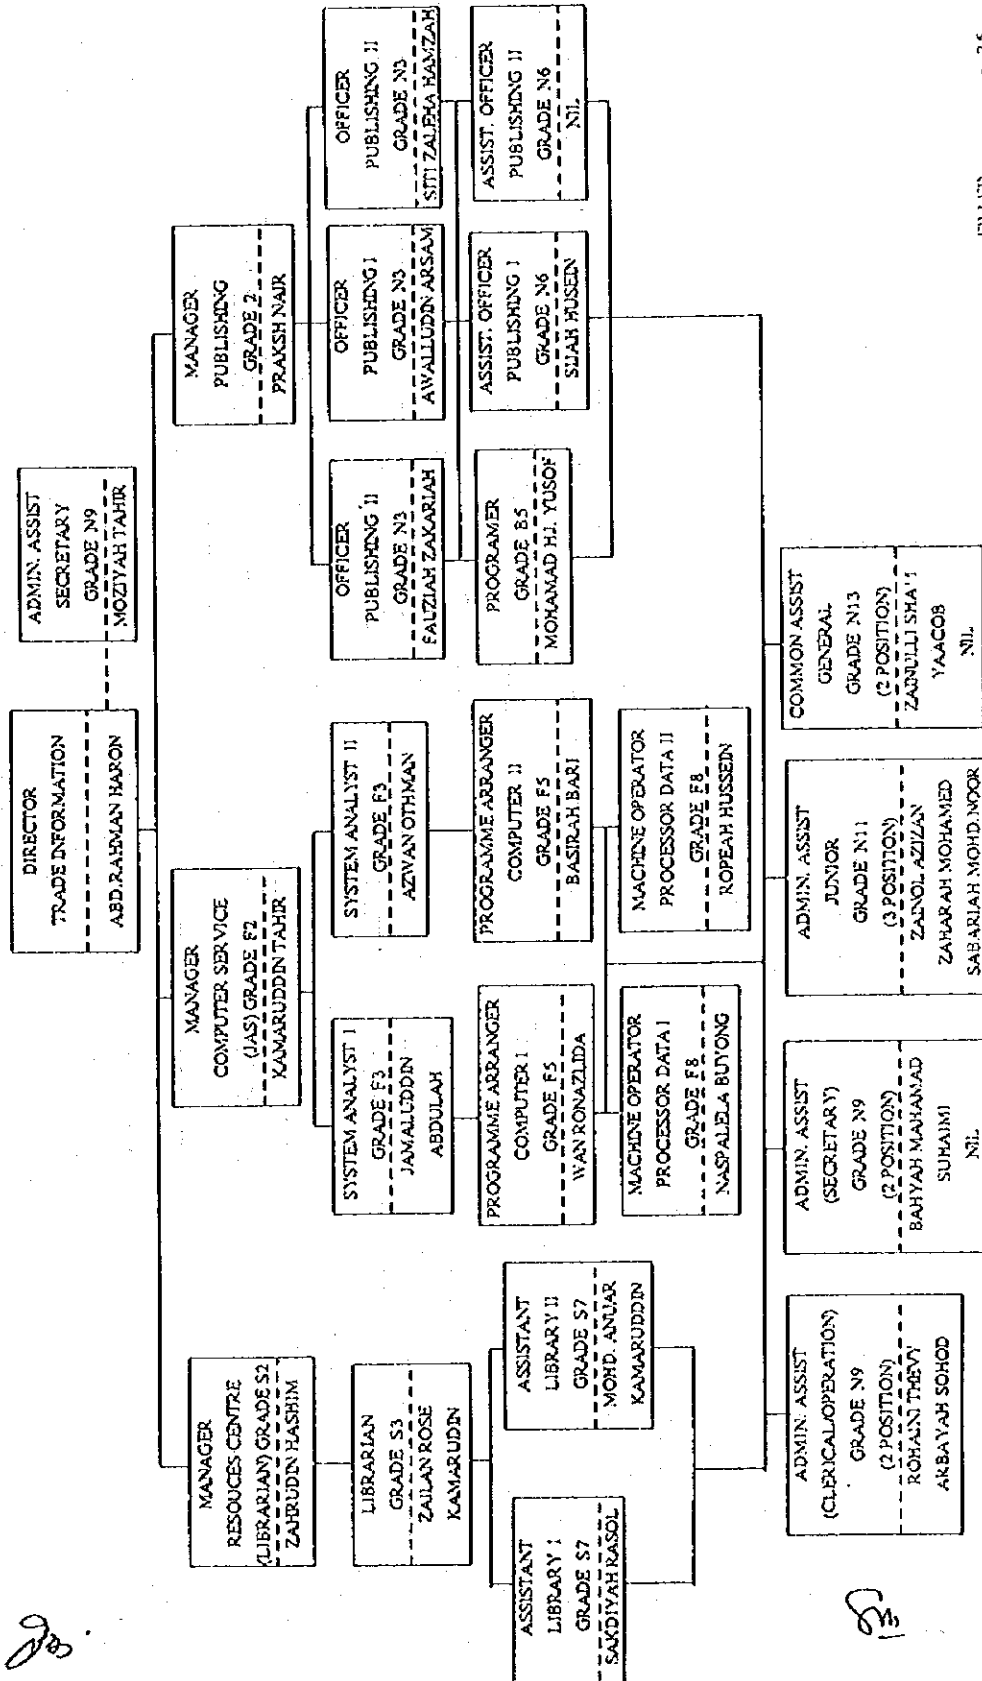 DIRECTOR
TRADE INFORMATION
ABD.RAHMAN HARON
ADMIN. ASSIST
SECRETARY
GRADE N9
MOZIYAH TAHIR
MANAGER
RESOUCES CENTRE
(LIBRARIAN) GRADE S2
ZAHRUDIN HASHIM
MANAGER
COMPUTER SERVICE
(JAS) GRADE F2
KAMARUDDIN TAHIR
MANAGER
PUBLISHING
GRADE 2
PRAKSH NAIR
LIBRARIAN
GRADE S3
ZAILAN ROSE
KAMARUDIN
SYSTEM ANALYST I
GRADE F3
JAMALUDDIN
ABDULAH
SYSTEM ANALYST II
GRADE F3
AZWAN OTHMAN
OFFICER
PUBLISHING II
GRADE N3
FAUZIAH ZAKARIAH
OFFICER
PUBLISHING I
GRADE N3
AWALLUDIN ARSAM
OFFICER
PUBLISHING II
GRADE N3
SITI ZALEHA HAMZAH
ASSISTANT
LIBRARY I
GRADE S7
SAKDIYAH RASOL
ASSISTANT
LIBRARY II
GRADE S7
MOHD. ANUAR
KAMARUDDIN
PROGRAMME ARRANGER
COMPUTER I
GRADE F5
WAN RONAZLIDA
PROGRAMME ARRANGER
COMPUTER II
GRADE F5
BASIRAH BARI
PROGRAMER
GRADE B5
MOHAMAD HJ. YUSOF
ASSIST. OFFICER
PUBLISHING I
GRADE N6
SLIAH HUSEIN
ASSIST. OFFICER
PUBLISHING II
GRADE N6
NIL
MACHINE OPERATOR
PROCESSOR DATA I
GRADE F8
NASPALELA BUYONG
MACHINE OPERATOR
PROCESSOR DATA II
GRADE F8
ROPEAH HUSSEIN
ADMIN. ASSIST
(CLERICAL/OPERATION)
GRADE N9
(2 POSITION)
ROHAINI THEVY
ARBAYAH SOHOD
ADMIN. ASSIST
(SECRETARY)
GRADE N9
(2 POSITION)
BAHYAH MAHAMAD
SUHAIMI
NIL
ADMIN. ASSIST
JUNIOR
GRADE N11
(3 POSITION)
ZAINOL AZIZAN
ZAHARAH MOHAMED
SABARIAH MOHD.NOOR
COMMON ASSIST
GENERAL
GRADE N13
(2 POSITION)
ZAINULLI SHA'I
YAACOB
NIL